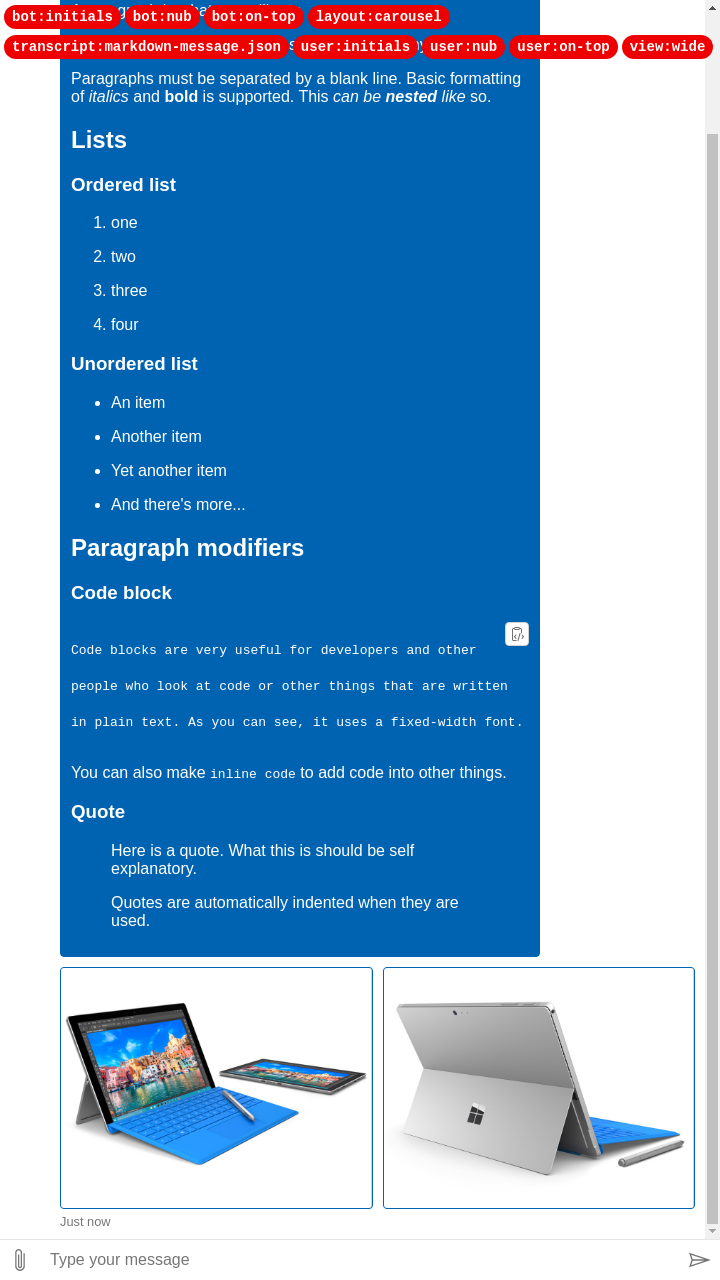 bot:initials bot:nub bot:on-top layout:carousel
transcript:markdown-message.json user:initials user:nub user:on-top view:wide
Paragraphs must be separated by a blank line. Basic formatting
of italics and bold is supported. This can be nested like so.
Lists
Ordered list
1. one
2. two
3. three
4. four
Unordered list
• An item
• Another item
• Yet another item
• And there's more...
Paragraph modifiers
Code block
Code blocks are very useful for developers and other
people who look at code or other things that are written
in plain text. As you can see, it uses a fixed-width font.
You can also make inline code to add code into other things.
Quote
Here is a quote. What this is should be self
explanatory.
Quotes are automatically indented when they are
used.
Just now
Type your message